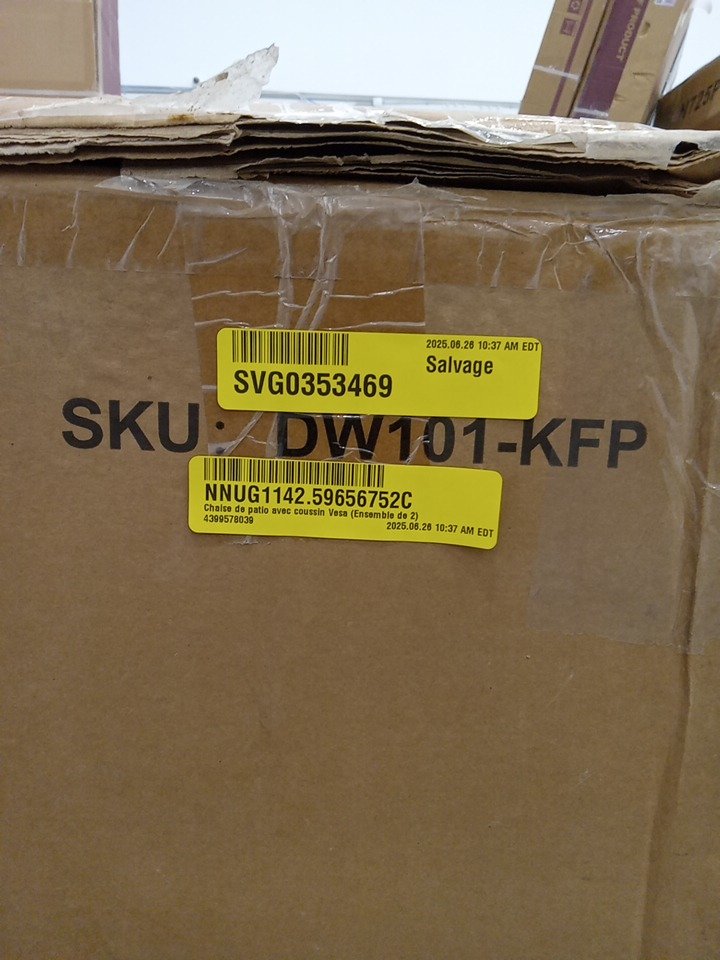 F PRODUCT
2025.06.26 10:37 AM EDT
Salvage
SVG0353469
SKU: DW101-KFP
NNUG1142.59656752C
Chaise de patio avec coussin Vesa (Ensemble de 2)
4399578039
2025.06.26 10:37 AM EDT